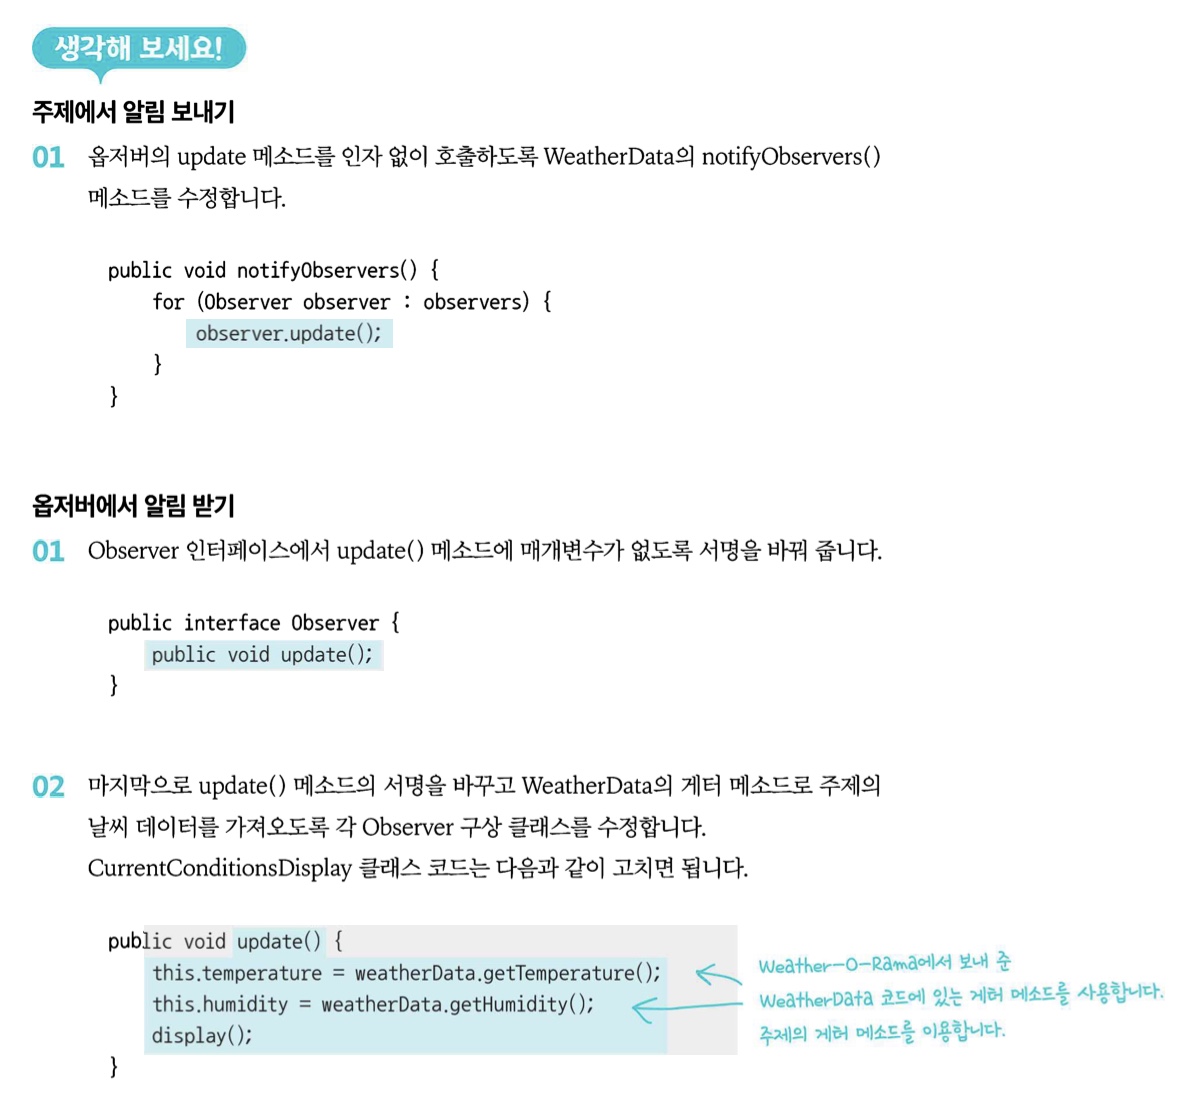 생각해 보세요!
주제에서 알림 보내기
01 옵저버의 update 메소드를 인자 없이 호출하도록 WeatherData의 notifyObservers()
메소드를 수정합니다.
public void notifyObservers() {
for (Observer observer : observers) {
observer.update();
}
}
옵저버에서 알림 받기
01 Observer 인터페이스에서 update() 메소드에 매개변수가 없도록 서명을 바꿔 줍니다.
public interface Observer {
public void update();
}
02 마지막으로 update() 메소드의 서명을 바꾸고 WeatherData의 게터 메소드로 주제의
날씨 데이터를 가져오도록 각 Observer 구상 클래스를 수정합니다.
CurrentConditionsDisplay 클래스 코드는 다음과 같이 고치면 됩니다.
public void update() {
this.temperature = weatherData.getTemperature();
this.humidity = weatherData.getHumidity();
display();
}
Weather-O-Rama에서 보내 준
WeatherData 코드에 있는 게터 메소드를 사용합니다.
주제의 게터 메소드를 이용합니다.